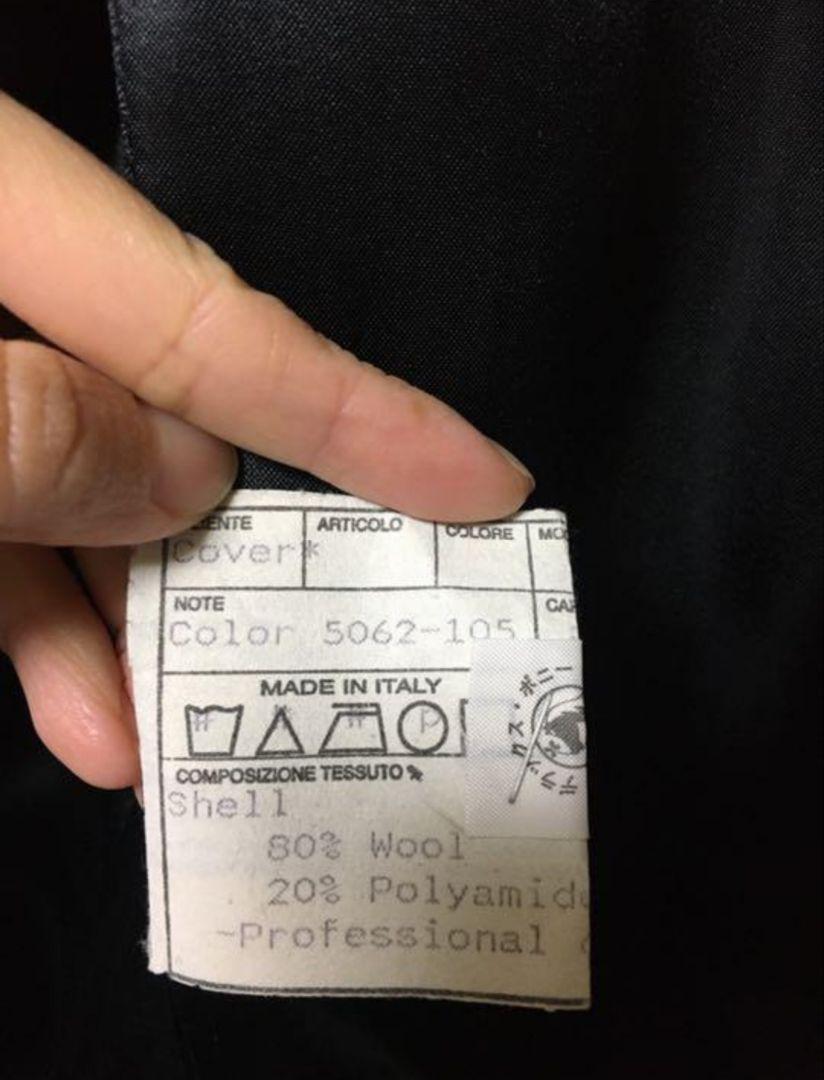 ARTICOLO
COLORE
Cover*
NOTE
Color 5062-105
MADE IN ITALY
# * # P
COMPOSIZIONE TESSUTO %
Shell
80% Wool
20% Polyamid
~Professional